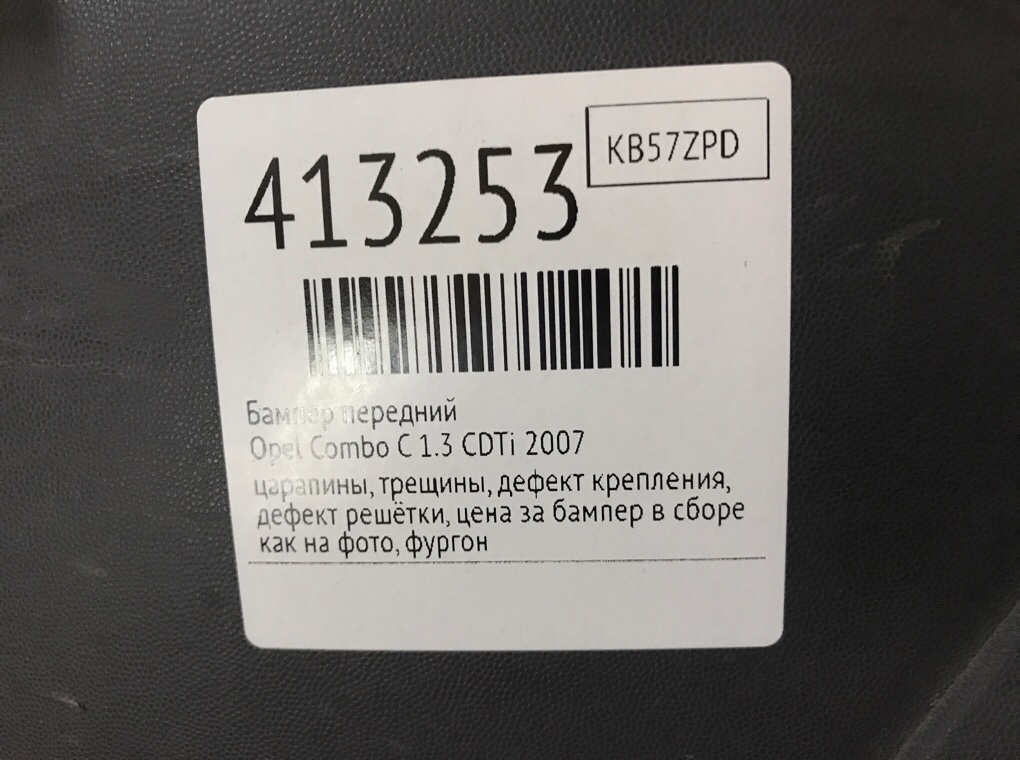 KB57ZPD
413253
Бампер передний
Opel Combo C 1.3 CDTi 2007
царапины, трещины, дефект крепления,
дефект решётки, цена за бампер в сборе
как на фото, фургон